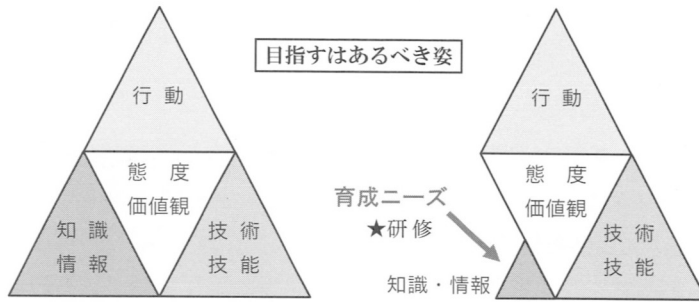 目指すはあるべき姿
行動
態度
価値観
知識
情報
技術
技能
行動
態度
価値観
育成ニーズ
★研修
技術
技能
知識・情報